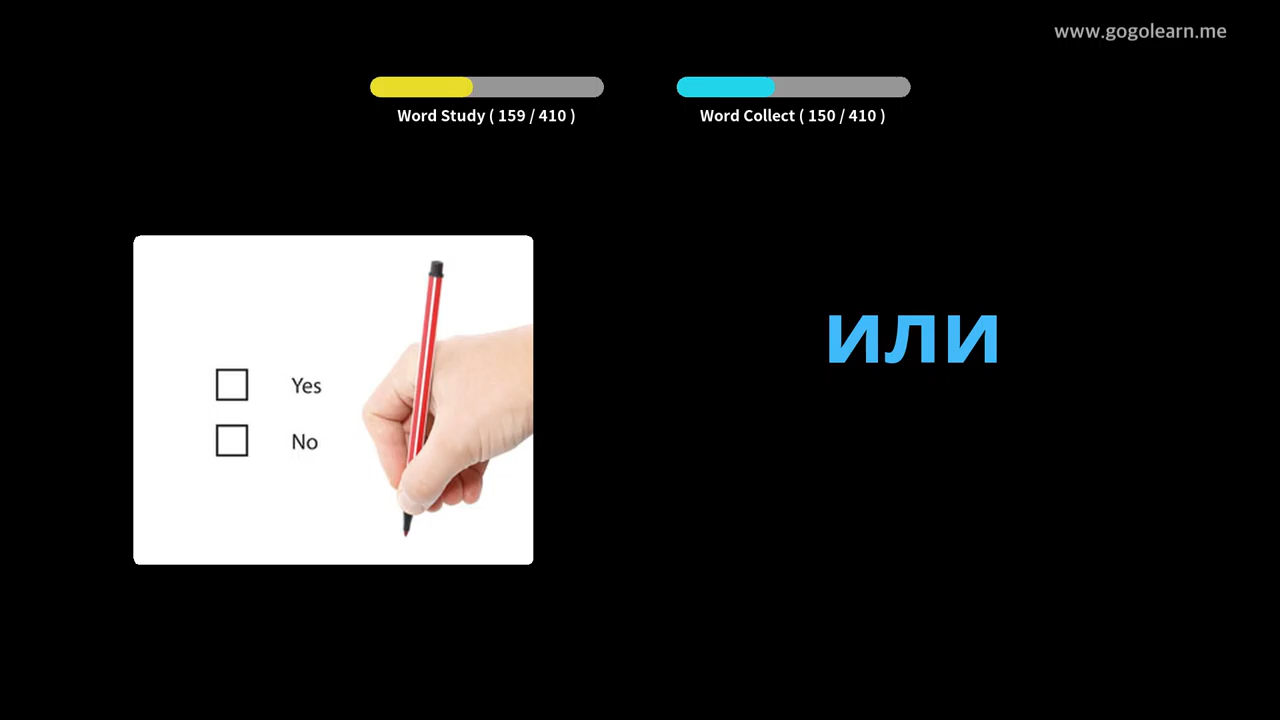 www.gogolearn.me
Word Study ( 159 / 410 )
Word Collect ( 150 / 410 )
или
Yes
No